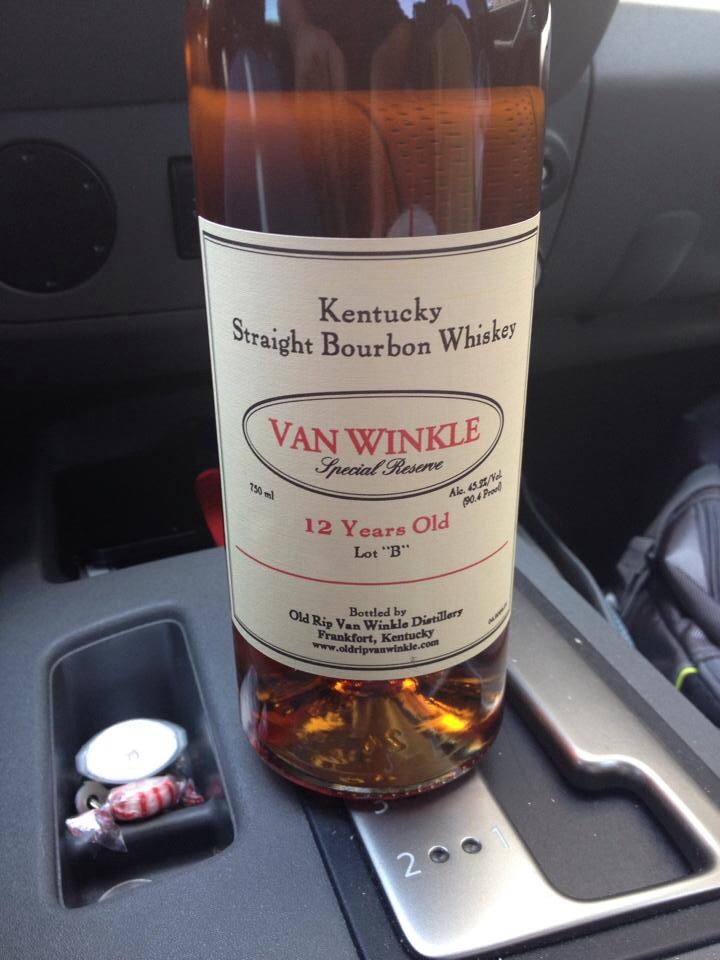 Kentucky
Straight Bourbon Whiskey
VAN WINKLE
Special Reserve
750 ml
Alc. 45.2%/Vol.
(90.4 Proof)
12 Years Old
Lot "B"
Bottled by
Old Rip Van Winkle Distillery
Frankfort, Kentucky
www.oldripvanwinkle.com
3
2 1